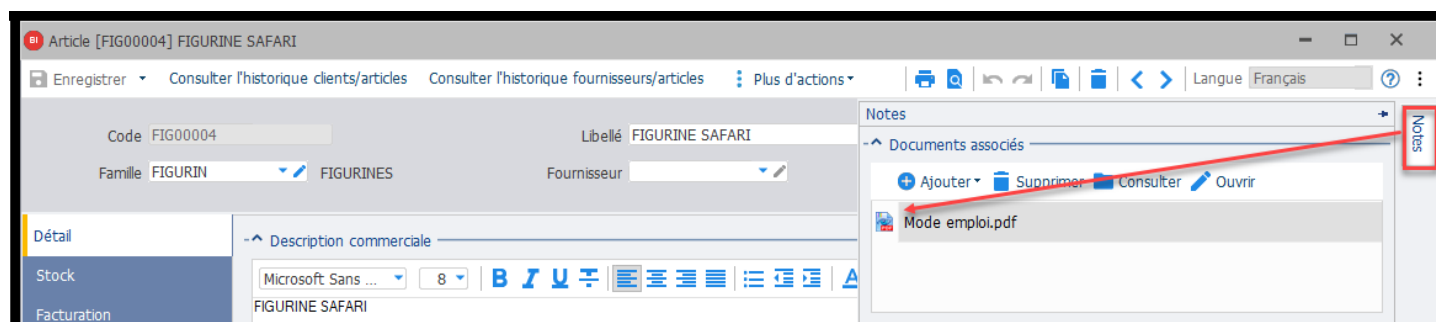 BI Article [FIG00004] FIGURINE SAFARI
Enregistrer Consulter l'historique clients/articles Consulter l'historique fournisseurs/articles Plus d'actions Langue Français ?
Code FIG00004 Libellé FIGURINE SAFARI
Famille FIGURIN FIGURINES Fournisseur
Notes
Documents associés
Ajouter Supprimer Consulter Ouvrir
Mode emploi.pdf
Notes
Détail
Stock
Facturation
Description commerciale
Microsoft Sans ... 8 B I U T A
FIGURINE SAFARI